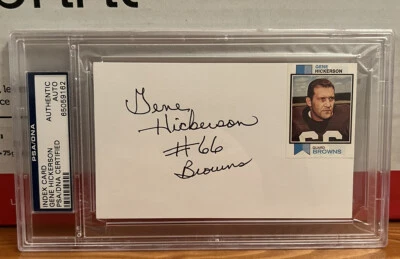 PSA/DNA
AUTHENTIC
AUTO
65059162
INDEX CARD
GENE HICKERSON
PSA/DNA CERTIFIED
Gene
Hickerson
#66
Browns
GENE
HICKERSON
66
GUARD
BROWNS